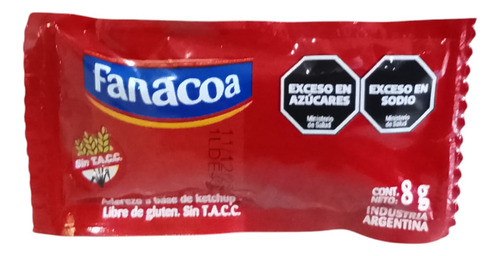 Fanacoa
EXCESO EN
AZÚCARES
Ministerio
de Salud
EXCESO EN
SODIO
Ministerio
de Salud
Sin T.A.C.C.
Aderezo a base de ketchup
Libre de gluten. Sin T.A.C.C.
CONT.
NETO: 8 g
INDUSTRIA
ARGENTINA